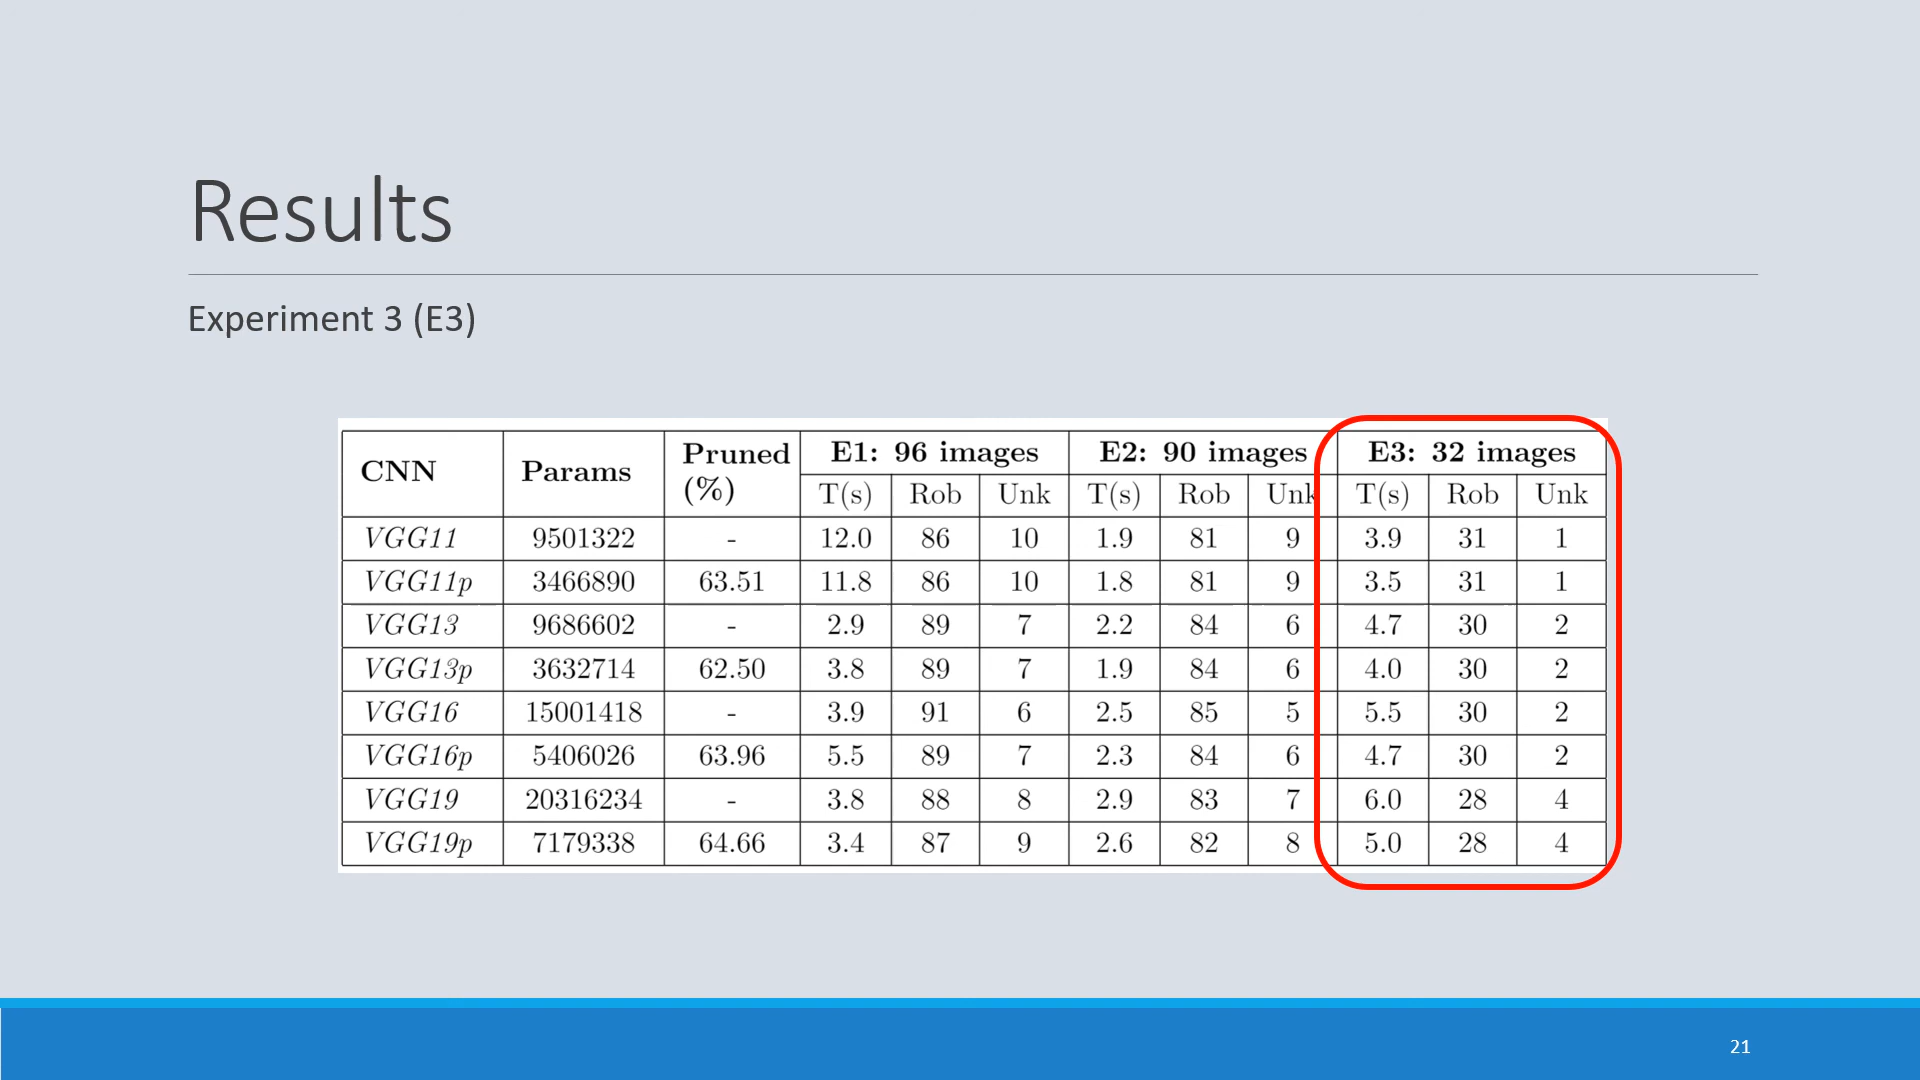 Results
Experiment 3 (E3)
CNN Params Pruned (%) E1: 96 images E2: 90 images E3: 32 images
T(s) Rob Unk T(s) Rob Unk T(s) Rob Unk
VGG11 9501322 - 12.0 86 10 1.9 81 9 3.9 31 1
VGG11p 3466890 63.51 11.8 86 10 1.8 81 9 3.5 31 1
VGG13 9686602 - 2.9 89 7 2.2 84 6 4.7 30 2
VGG13p 3632714 62.50 3.8 89 7 1.9 84 6 4.0 30 2
VGG16 15001418 - 3.9 91 6 2.5 85 5 5.5 30 2
VGG16p 5406026 63.96 5.5 89 7 2.3 84 6 4.7 30 2
VGG19 20316234 - 3.8 88 8 2.9 83 7 6.0 28 4
VGG19p 7179338 64.66 3.4 87 9 2.6 82 8 5.0 28 4
21